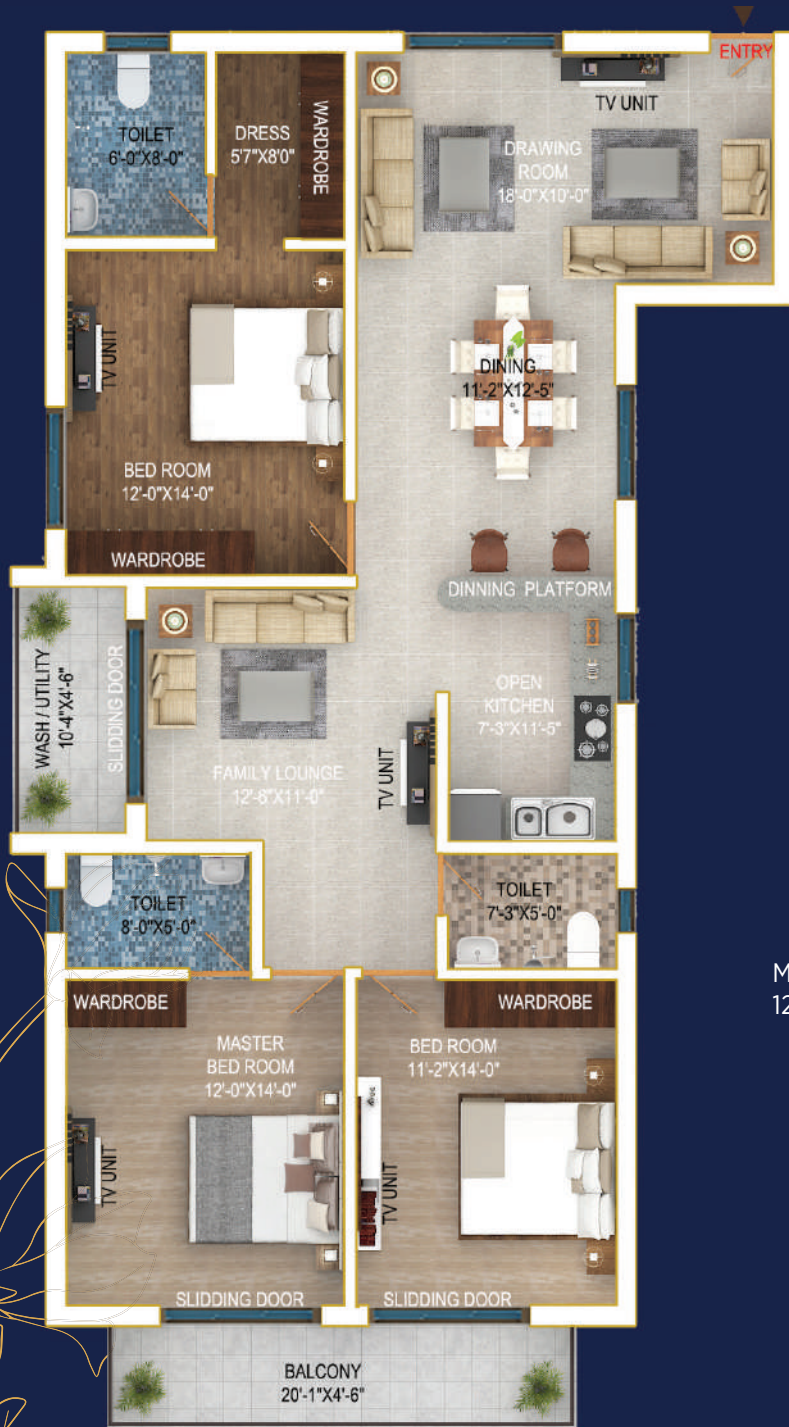 ENTRY
TV UNIT
TOILET
6'-0"X8'-0"
DRESS
5'7"X8'0"
WARDROBE
DRAWING
ROOM
18'-0"X10'-0"
TV UNIT
DINING
11'-2"X12'-5"
BED ROOM
12'-0"X14'-0"
WARDROBE
DINNING PLATFORM
WASH / UTILITY
10'-4"X4'-6"
SLIDDING DOOR
OPEN
KITCHEN
7'-3"X11'-5"
FAMILY LOUNGE
12'-6"X11'-0"
TV UNIT
TOILET
8'-0"X5'-0"
TOILET
7'-3"X5'-0"
WARDROBE
WARDROBE
MASTER
BED ROOM
12'-0"X14'-0"
BED ROOM
11'-2"X14'-0"
TV UNIT
TV UNIT
SLIDDING DOOR
SLIDDING DOOR
BALCONY
20'-1"X4'-6"
M
12